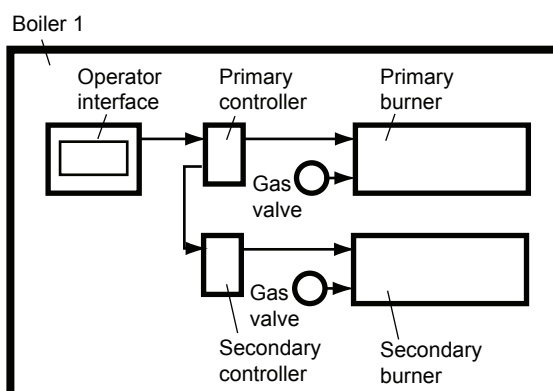 Boiler 1
Operator
interface
Primary
controller
Primary
burner
Gas
valve
Gas
valve
Secondary
controller
Secondary
burner